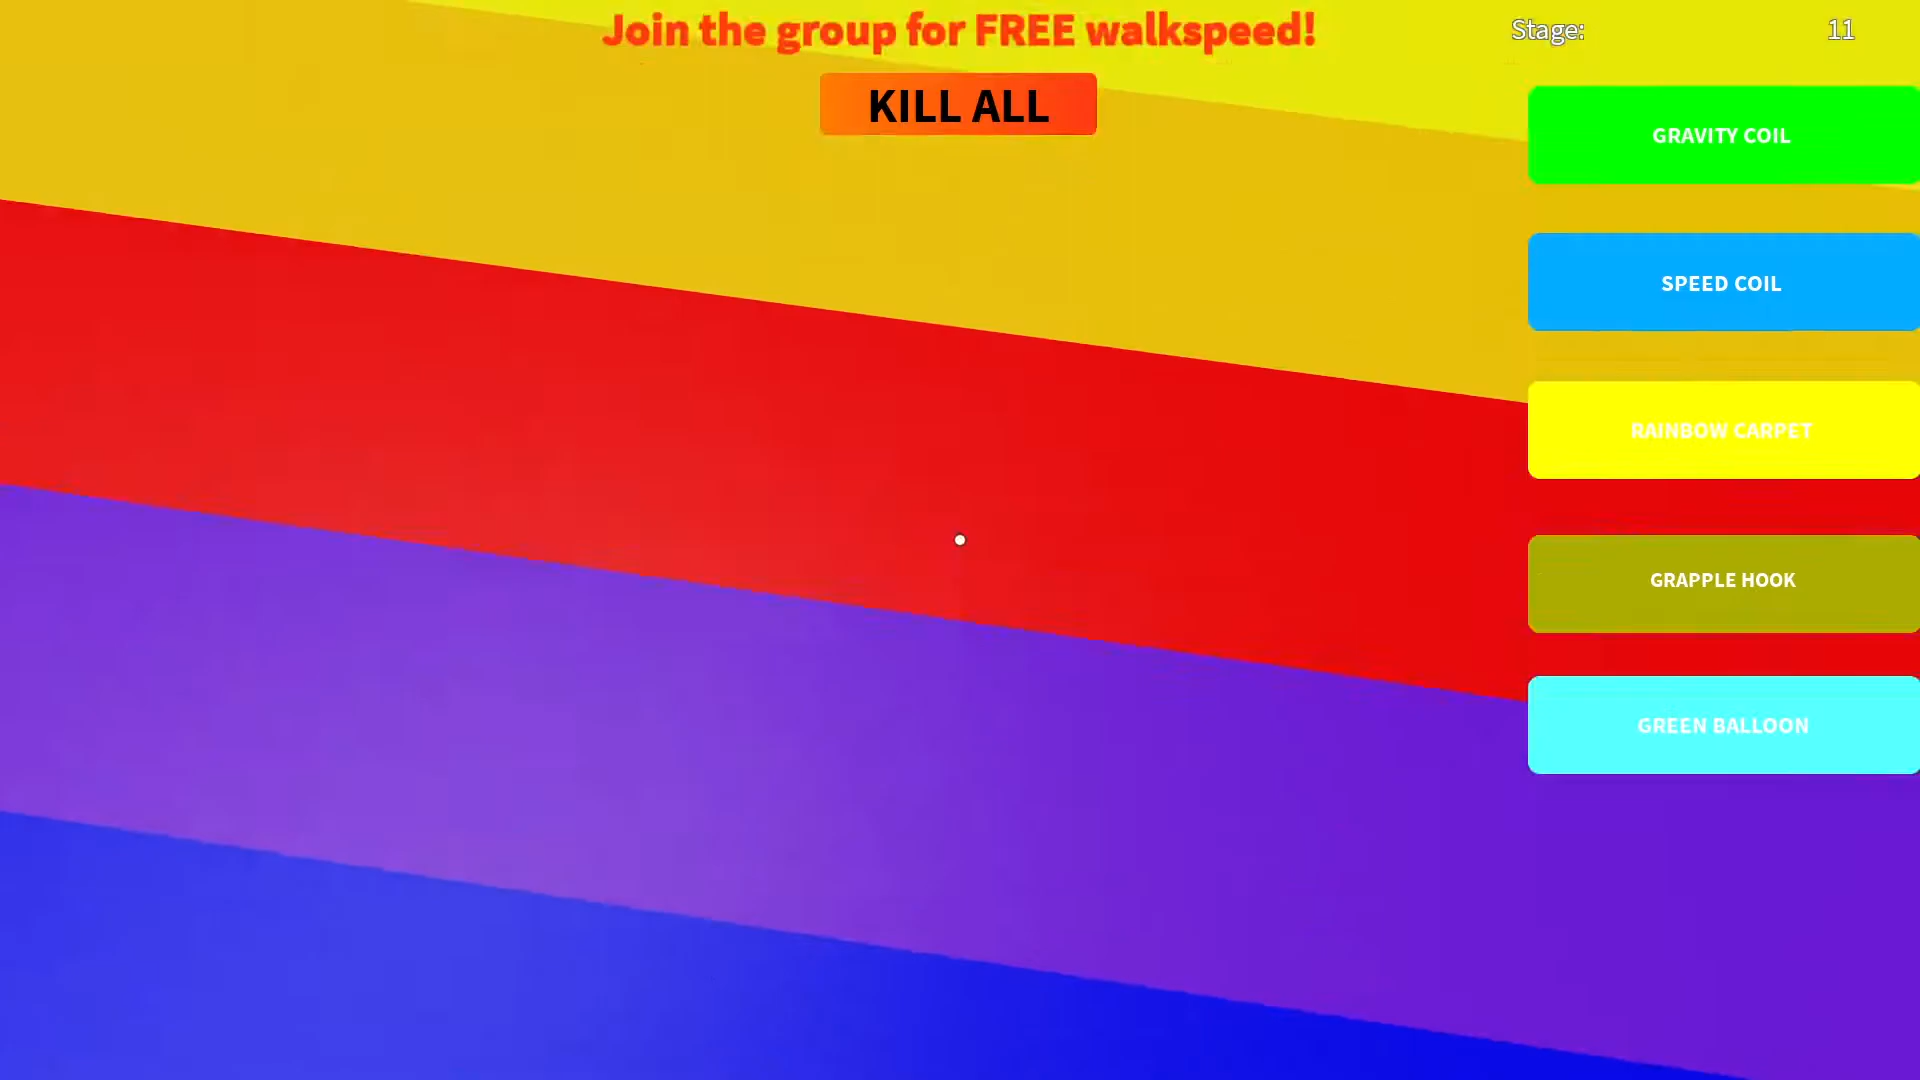 Join the group for FREE walkspeed!
Stage: 11
KILL ALL
GRAVITY COIL
SPEED COIL
RAINBOW CARPET
GRAPPLE HOOK
GREEN BALLOON